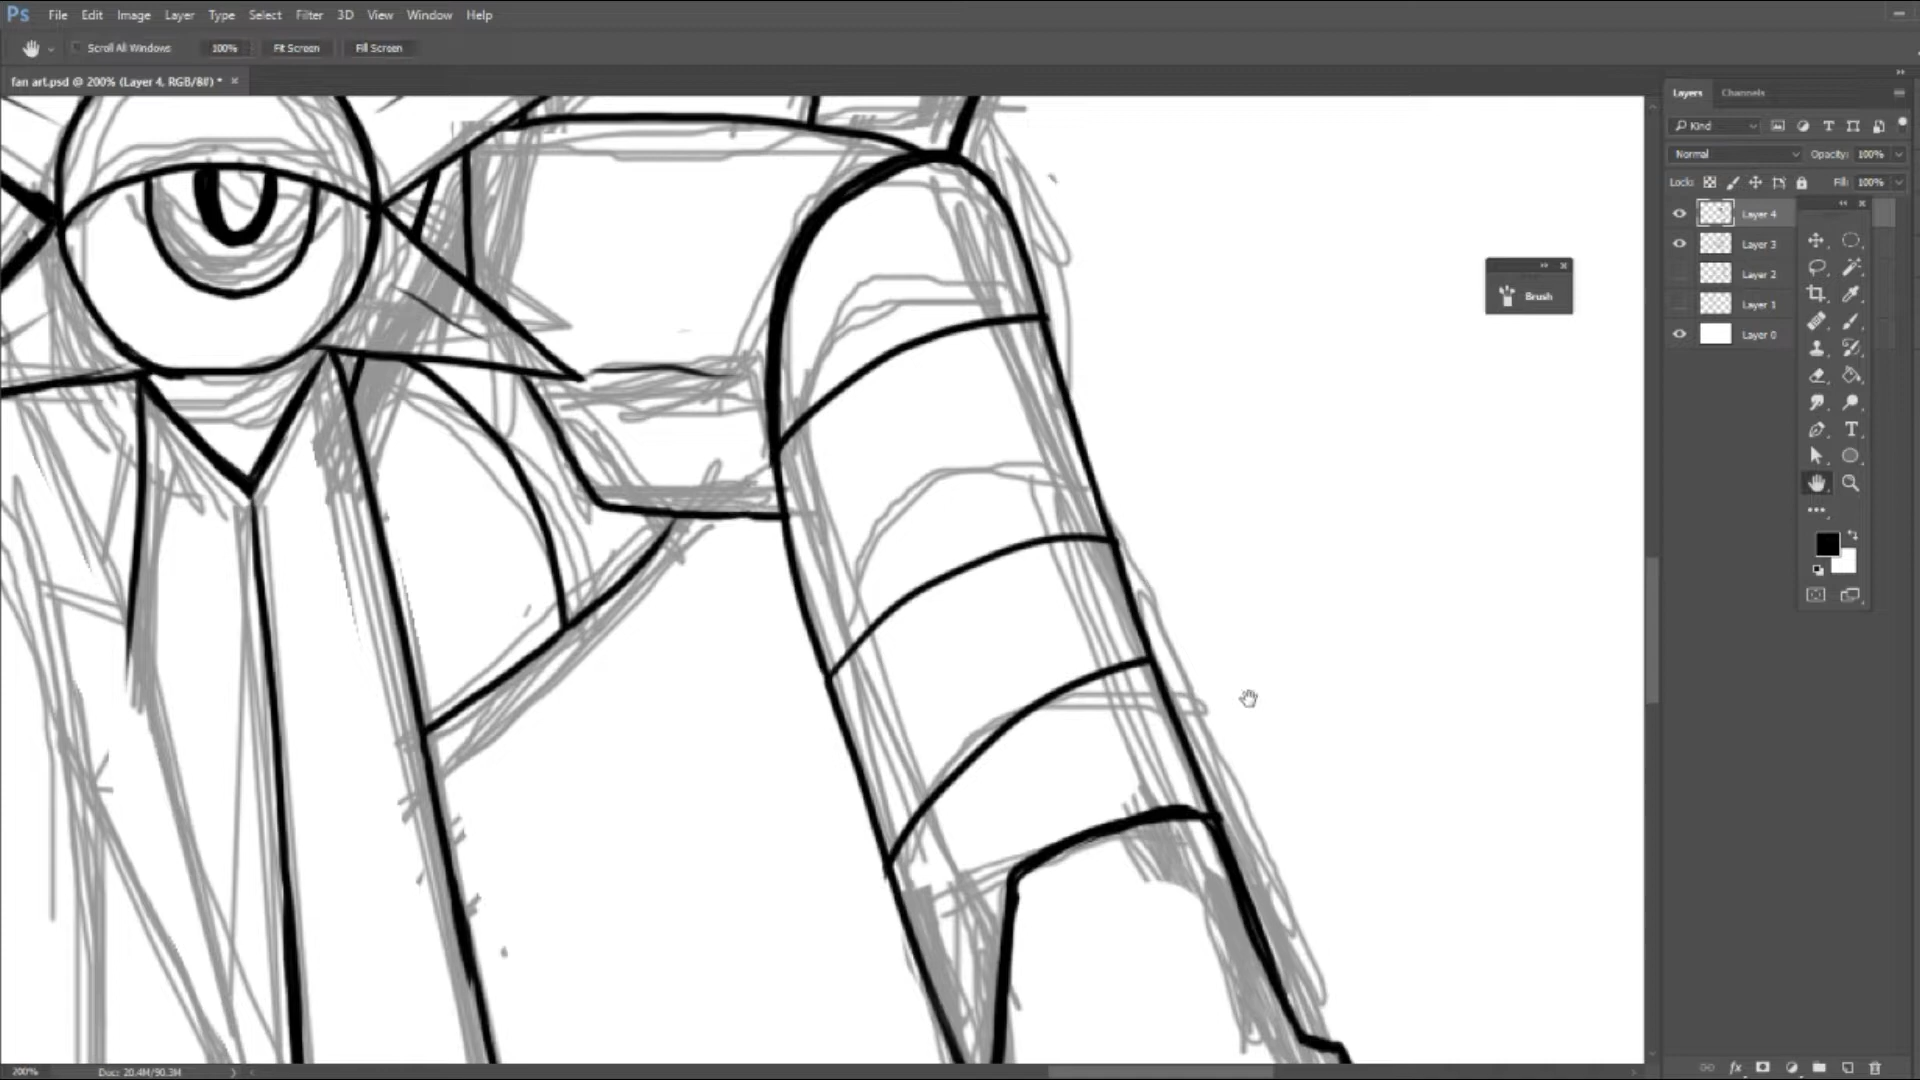 Ps File Edit Image Layer Type Select Filter 3D View Window Help
Scroll All Windows 100% Fit Screen Fill Screen
fan art.psd @ 200% (Layer 4, RGB/8#) * ×
Layers Channels
Kind
Normal Opacity: 100%
Lock: Fill: 100%
Layer 4
Layer 3
Layer 2
Layer 1
Layer 0
Brush
200% Doc: 20.4M/90.3M